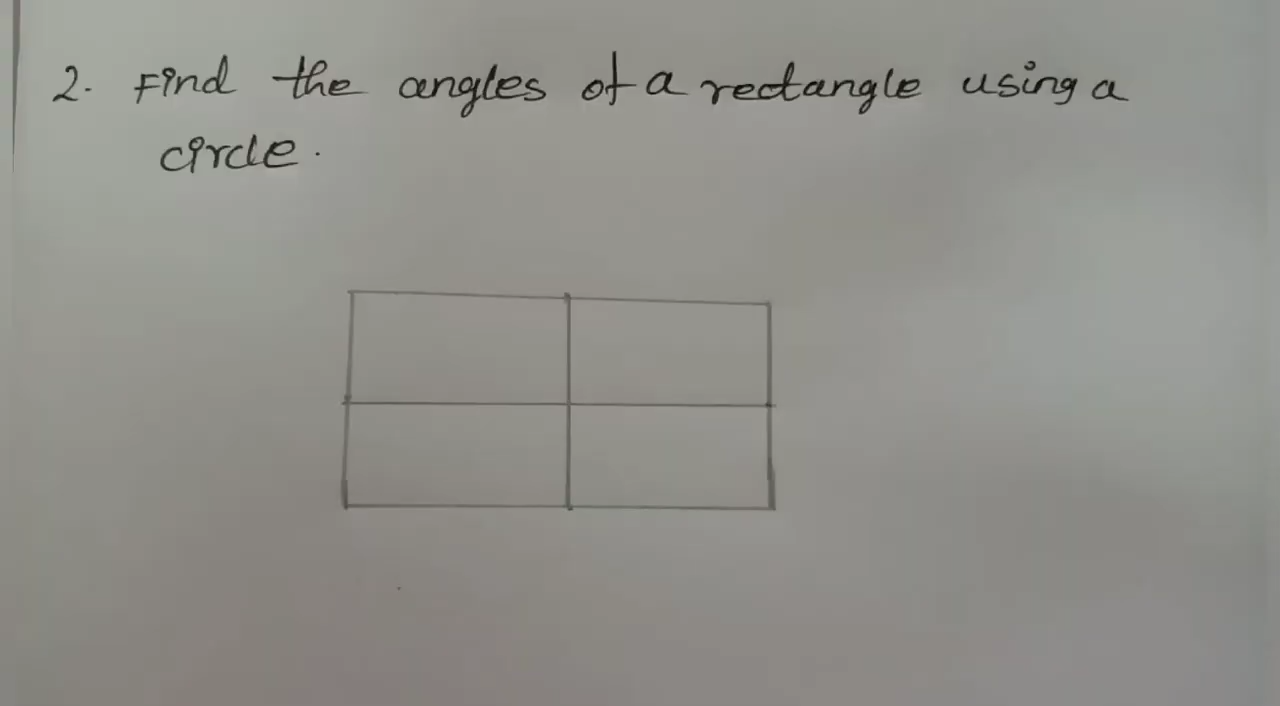 2. Find the angles of a rectangle using a
circle.